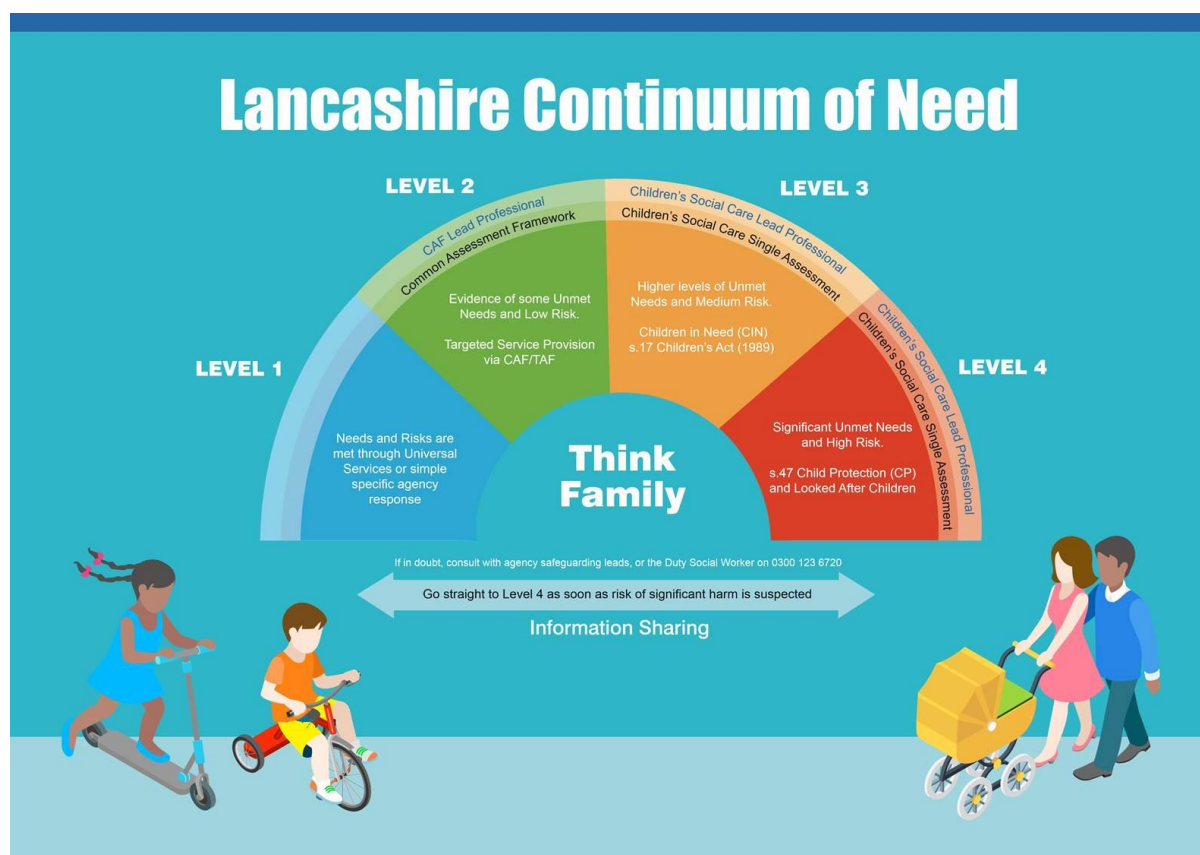 Lancashire Continuum of Need
LEVEL 1
Needs and Risks are
met through Universal
Services or simple
specific agency
response
LEVEL 2
CAF Lead Professional
Common Assessment Framework
Evidence of some Unmet
Needs and Low Risk.
Targeted Service Provision
via CAF/TAF
LEVEL 3
Children's Social Care Lead Professional
Children's Social Care Single Assessment
Higher levels of Unmet
Needs and Medium Risk.
Children in Need (CIN)
s.17 Children's Act (1989)
LEVEL 4
Children's Social Care Lead Professional
Children's Social Care Single Assessment
Significant Unmet Needs
and High Risk.
s.47 Child Protection (CP)
and Looked After Children
Think
Family
If in doubt, consult with agency safeguarding leads, or the Duty Social Worker on 0300 123 6720
Go straight to Level 4 as soon as risk of significant harm is suspected
Information Sharing